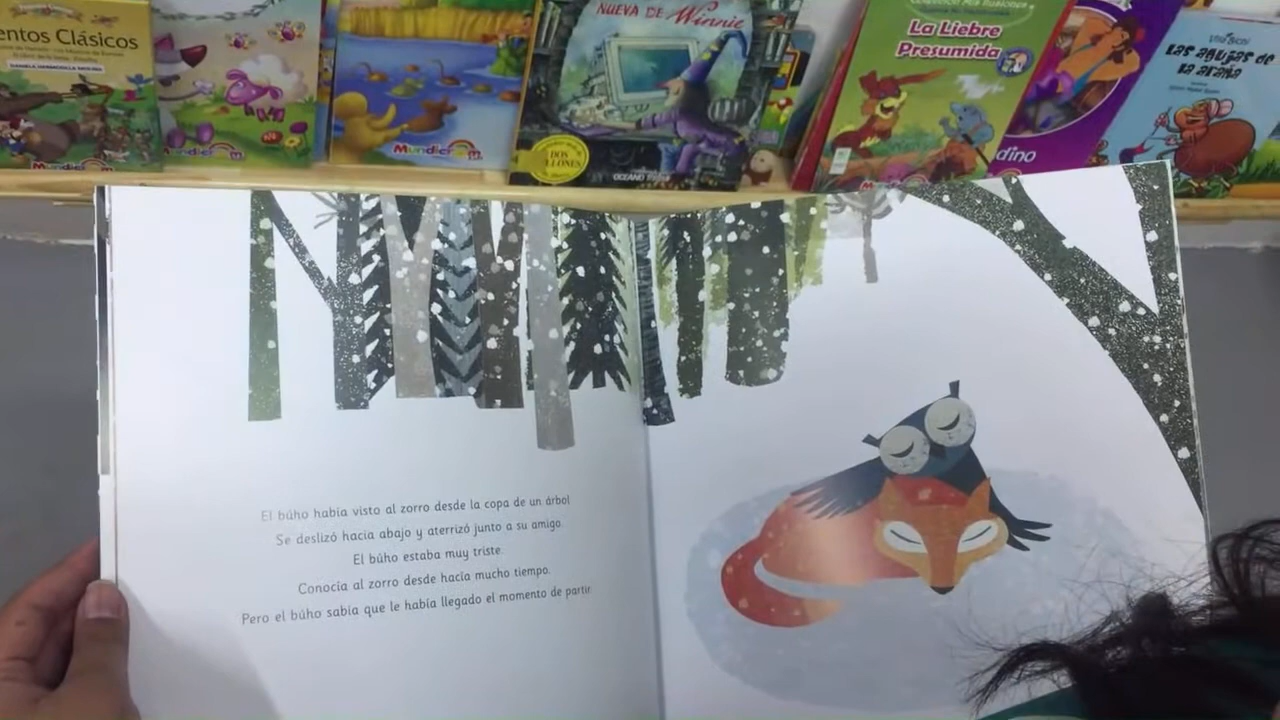 entos Clásicos
Mundicrom
Mundicrom
NUEVA DE Winnie
DOS
OCEANO
La Liebre
Presumida
dino
Las agujas de
la araña
El búho había visto al zorro desde la copa de un árbol
Se deslizó hacia abajo y aterrizó junto a su amigo.
El búho estaba muy triste.
Conocía al zorro desde hacía mucho tiempo.
Pero el búho sabía que le había llegado el momento de partir.